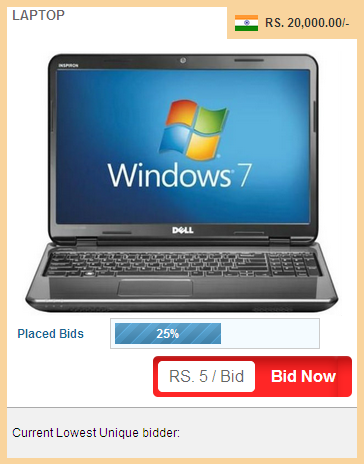 LAPTOP
RS. 20,000.00/-
INSPIRON
Windows 7
DELL
Placed Bids 25%
RS. 5 / Bid Bid Now
Current Lowest Unique bidder: